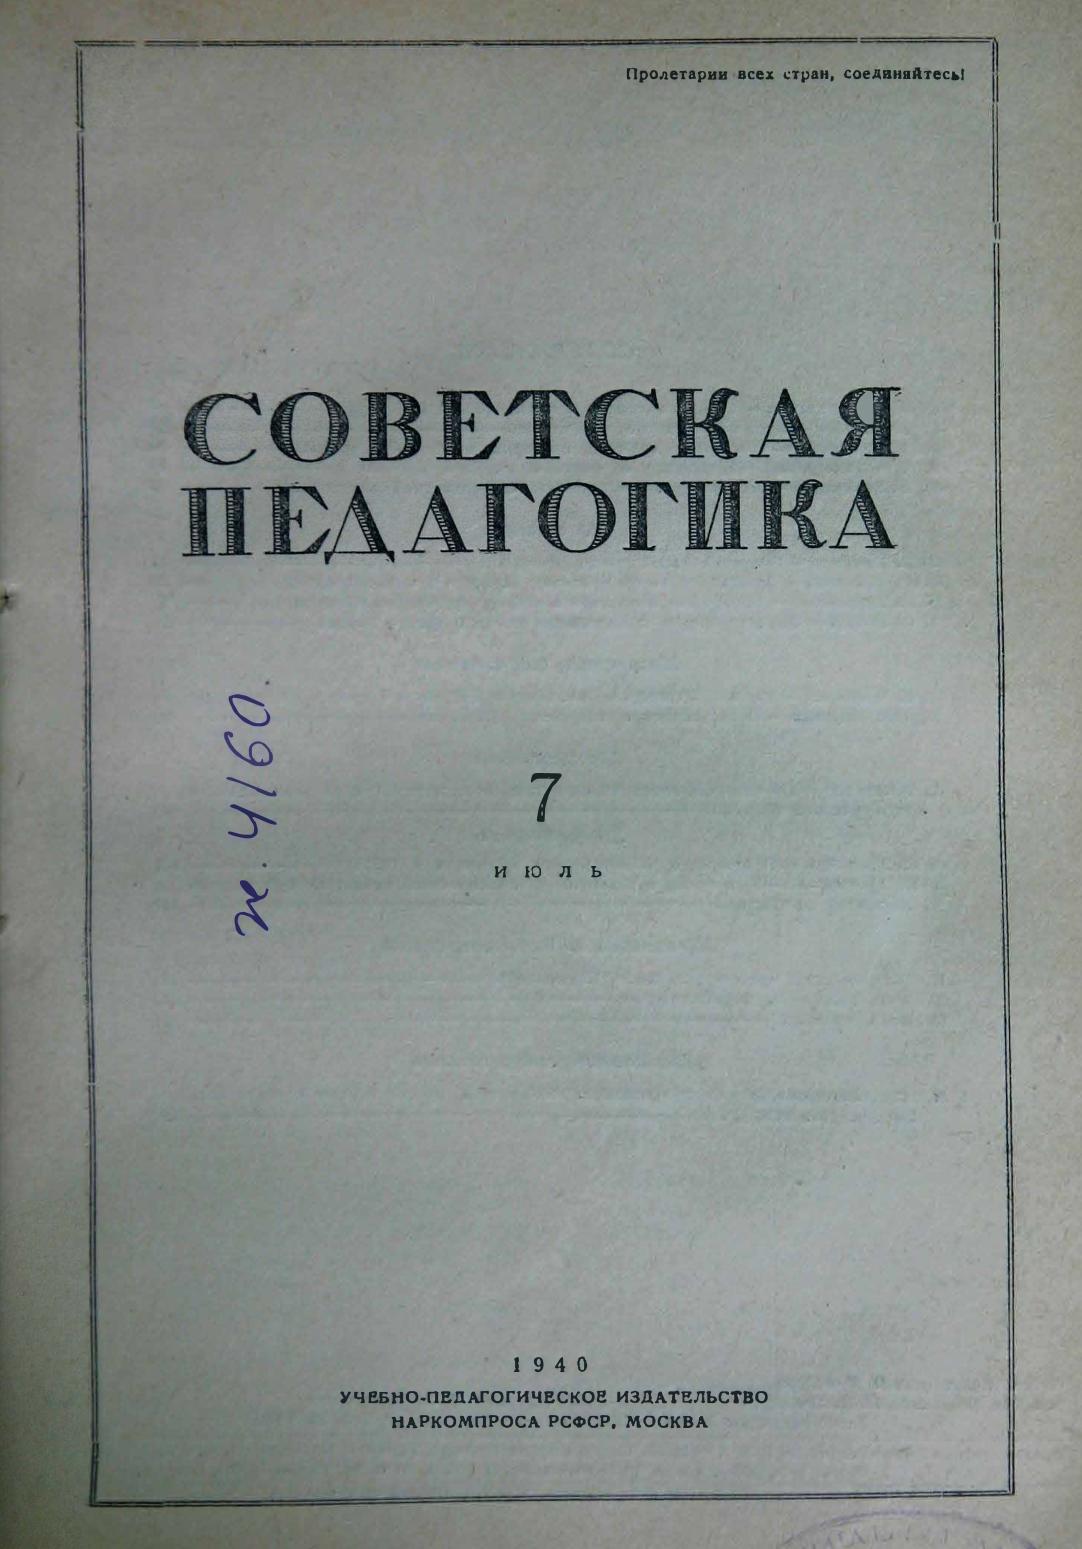 Пролетарии всех стран, соединяйтесь!
СОВЕТСКАЯ
ПЕДАГОГИКА
ж. 4160.
7
ИЮЛЬ
1940
УЧЕБНО-ПЕДАГОГИЧЕСКОЕ ИЗДАТЕЛЬСТВО
НАРКОМПРОСА РСФСР, МОСКВА